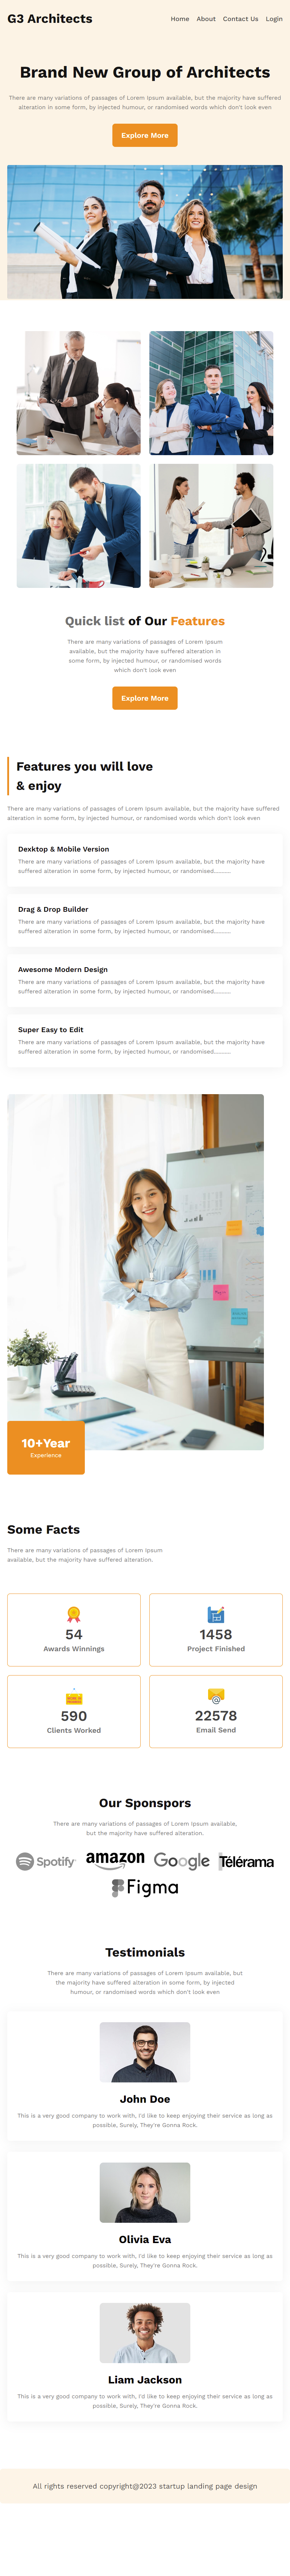 G3 Architects
Home About Contact Us Login
Brand New Group of Architects
There are many variations of passages of Lorem Ipsum available, but the majority have suffered
alteration in some form, by injected humour, or randomised words which don't look even
Explore More
Quick list of Our Features
There are many variations of passages of Lorem Ipsum
available, but the majority have suffered alteration in
some form, by injected humour, or randomised words
which don't look even
Explore More
Features you will love
& enjoy
There are many variations of passages of Lorem Ipsum available, but the majority have suffered alteration in
some form, by injected humour, or randomised words which don't look even
Dexktop & Mobile Version
There are many variations of passages of Lorem Ipsum available, but the majority have
suffered alteration in some form, by injected humour, or randomised..........
Drag & Drop Builder
There are many variations of passages of Lorem Ipsum available, but the majority have
suffered alteration in some form, by injected humour, or randomised..........
Awesome Modern Design
There are many variations of passages of Lorem Ipsum available, but the majority have
suffered alteration in some form, by injected humour, or randomised..........
Super Easy to Edit
There are many variations of passages of Lorem Ipsum available, but the majority have
suffered alteration in some form, by injected humour, or randomised..........
10+Year
Experience
Some Facts
There are many variations of passages of Lorem Ipsum
available, but the majority have suffered alteration.
54
Awards Winnings
1458
Project Finished
590
Clients Worked
22578
Email Send
Our Sponspors
There are many variations of passages of Lorem Ipsum available,
but the majority have suffered alteration.
Spotify amazon Google Télérama
Figma
Testimonials
There are many variations of passages of Lorem Ipsum available, but
the majority have suffered alteration in some form, by injected
humour, or randomised words which don't look even
John Doe
This is a very good company to work with, I'd like to keep enjoying their service as long as
possible, Surely, They're Gonna Rock.
Olivia Eva
This is a very good company to work with, I'd like to keep enjoying their service as long as
possible, Surely, They're Gonna Rock.
Liam Jackson
This is a very good company to work with, I'd like to keep enjoying their service as long as
possible, Surely, They're Gonna Rock.
All rights reserved copyright@2023 startup landing page design